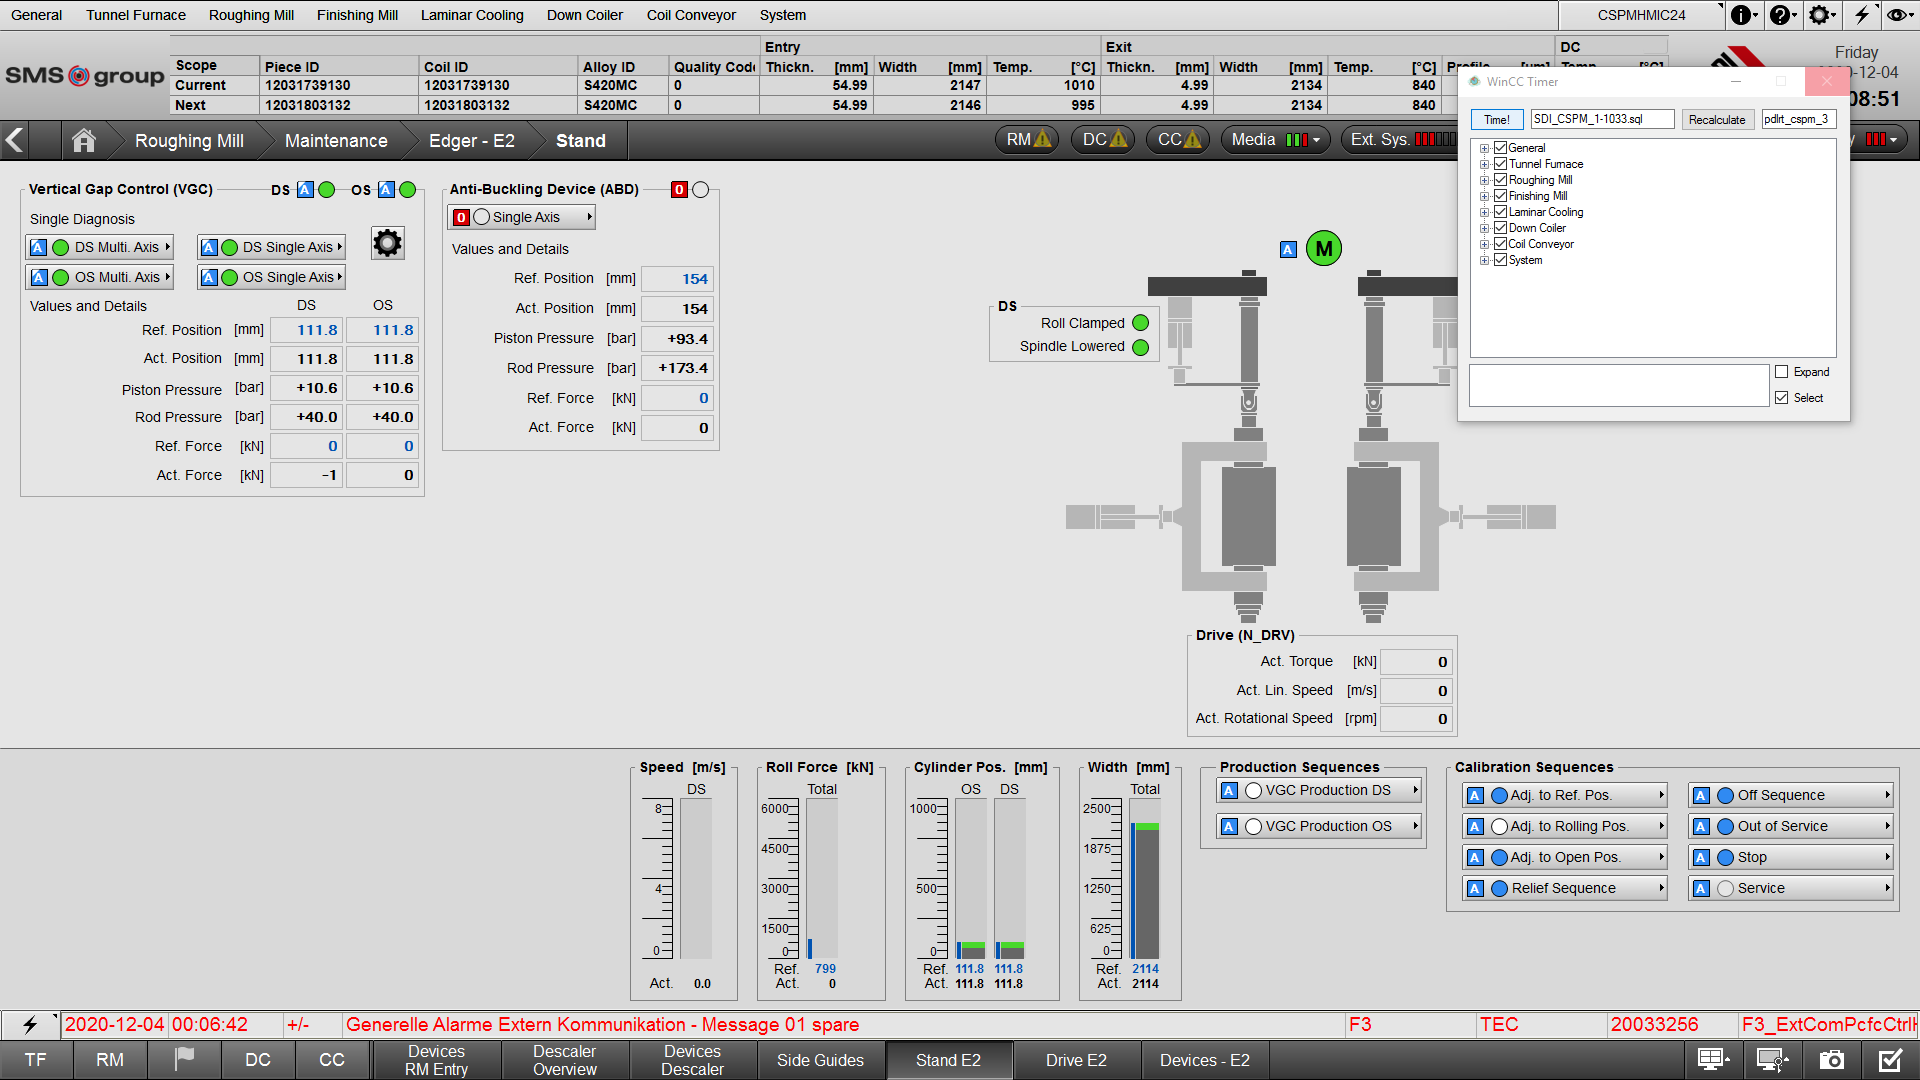 General Tunnel Furnace Roughing Mill Finishing Mill Laminar Cooling Down Coiler Coil Conveyor System CSPMHMIC24
SMS group
Entry Exit DC
Scope Piece ID Coil ID Alloy ID Quality Code Thickn. [mm] Width [mm] Temp. [°C] Thickn. [mm] Width [mm] Temp. [°C]
Current 12031739130 12031739130 S420MC 0 54.99 2147 1010 4.99 2134 840
Next 12031803132 12031803132 S420MC 0 54.99 2146 995 4.99 2134 840
Friday
-12-04
08:51
Roughing Mill Maintenance Edger - E2 Stand
RM DC CC Media Ext. Sys.
WinCC Timer
Time! SDI_CSPM_1-1033.sql Recalculate pdlrt_cspm_3
General
Tunnel Furnace
Roughing Mill
Finishing Mill
Laminar Cooling
Down Coiler
Coil Conveyor
System
Expand
Select
Vertical Gap Control (VGC) DS A OS A
Single Diagnosis
A DS Multi. Axis A DS Single Axis
A OS Multi. Axis A OS Single Axis
Values and Details DS OS
Ref. Position [mm] 111.8 111.8
Act. Position [mm] 111.8 111.8
Piston Pressure [bar] +10.6 +10.6
Rod Pressure [bar] +40.0 +40.0
Ref. Force [kN] 0 0
Act. Force [kN] -1 0
Anti-Buckling Device (ABD) 0
0 Single Axis
Values and Details
Ref. Position [mm] 154
Act. Position [mm] 154
Piston Pressure [bar] +93.4
Rod Pressure [bar] +173.4
Ref. Force [kN] 0
Act. Force [kN] 0
A M
DS
Roll Clamped
Spindle Lowered
Drive (N_DRV)
Act. Torque [kN] 0
Act. Lin. Speed [m/s] 0
Act. Rotational Speed [rpm] 0
Speed [m/s]
DS
8
4
0
Act. 0.0
Roll Force [kN]
Total
6000
4500
3000
1500
0
Ref. 799
Act. 0
Cylinder Pos. [mm]
OS DS
1000
500
0
Ref. 111.8 111.8
Act. 111.8 111.8
Width [mm]
Total
2500
1875
1250
625
0
Ref. 2114
Act. 2114
Production Sequences
A VGC Production DS
A VGC Production OS
Calibration Sequences
A Adj. to Ref. Pos. A Off Sequence
A Adj. to Rolling Pos. A Out of Service
A Adj. to Open Pos. A Stop
A Relief Sequence A Service
2020-12-04 00:06:42 +/- Generelle Alarme Extern Kommunikation - Message 01 spare F3 TEC 20033256 F3_ExtComPcfcCtrl
TF RM DC CC
Devices
RM Entry
Descaler
Overview
Devices
Descaler
Side Guides Stand E2 Drive E2 Devices - E2